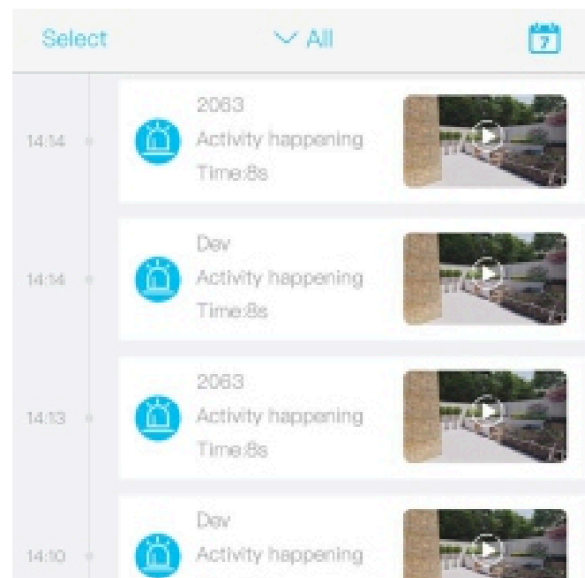 Select
All
7
14:14
2063
Activity happening
Time:8s
14:14
Dev
Activity happening
Time:8s
14:13
2063
Activity happening
Time:8s
14:10
Dev
Activity happening